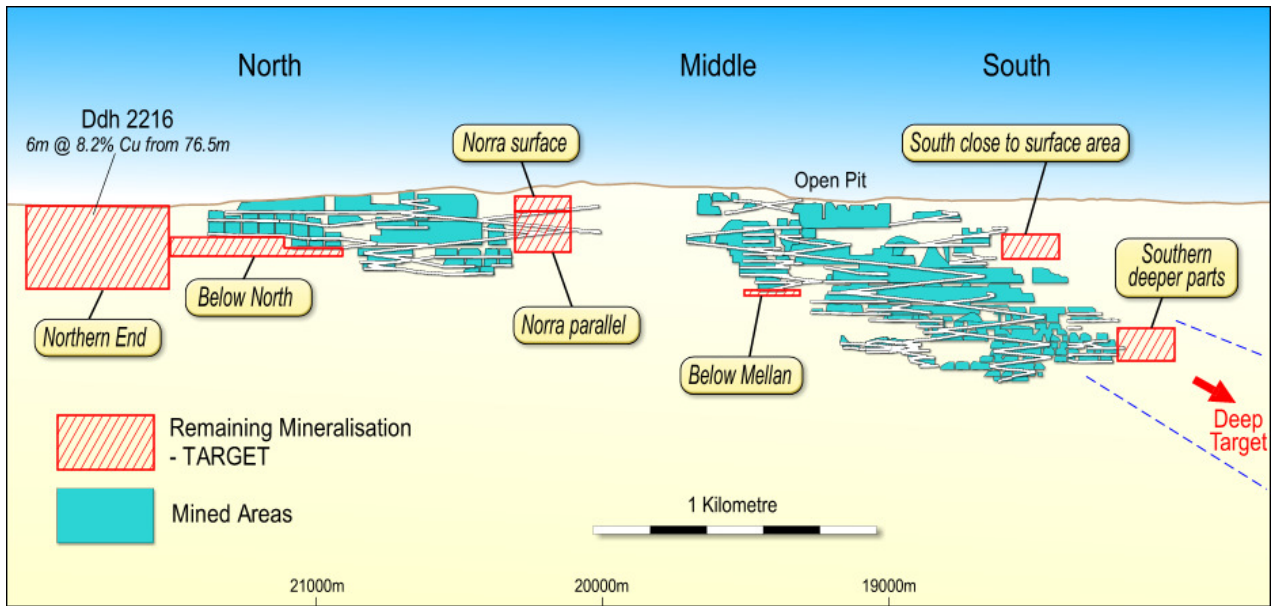 North
Middle
South
Ddh 2216
6m @ 8.2% Cu from 76.5m
Norra surface
South close to surface area
Open Pit
Southern
deeper parts
Below North
Northern End
Norra parallel
Below Mellan
Deep
Target
Remaining Mineralisation
- TARGET
Mined Areas
1 Kilometre
21000m
20000m
19000m